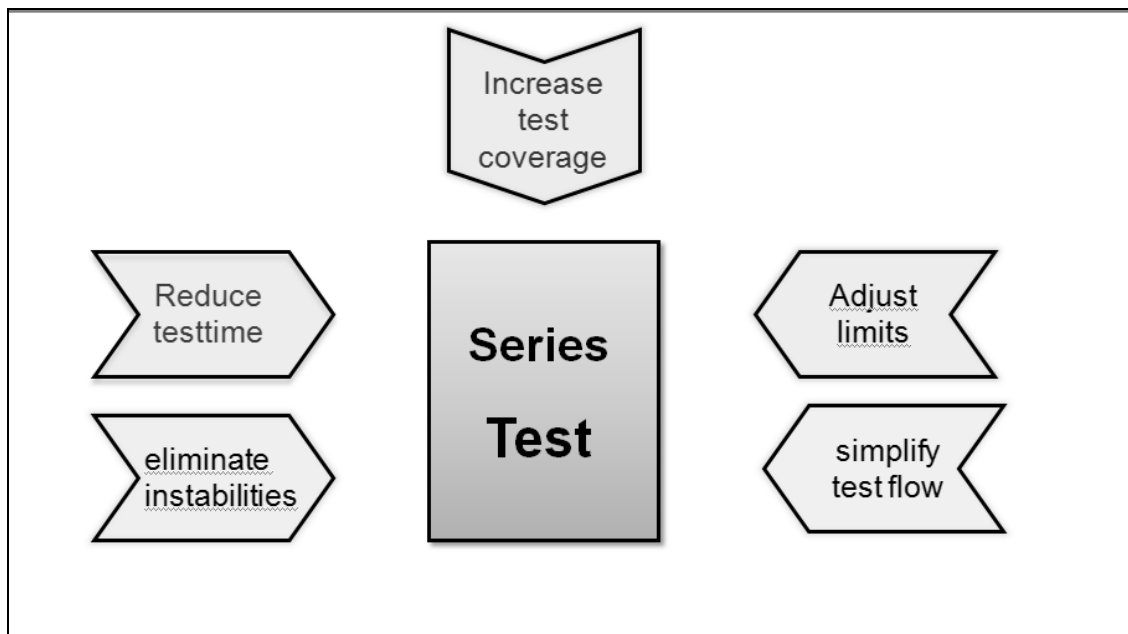 Increase
test
coverage
Reduce
testtime
Series
Test
Adjust
limits
eliminate
instabilities
simplify
test flow